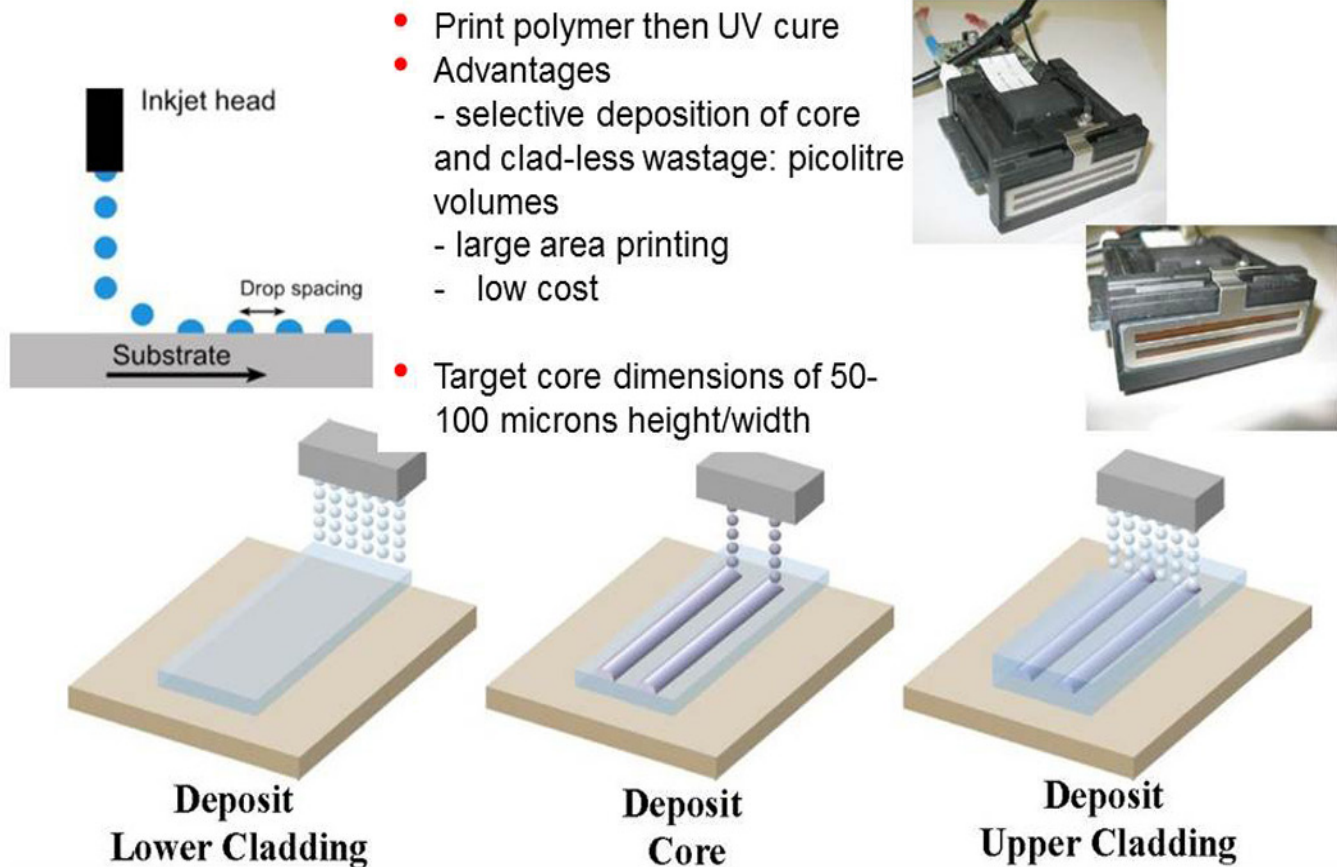 Inkjet head
Drop spacing
Substrate
• Print polymer then UV cure
• Advantages
- selective deposition of core
and clad-less wastage: picolitre
volumes
- large area printing
- low cost
• Target core dimensions of 50-
100 microns height/width
Deposit
Lower Cladding
Deposit
Core
Deposit
Upper Cladding